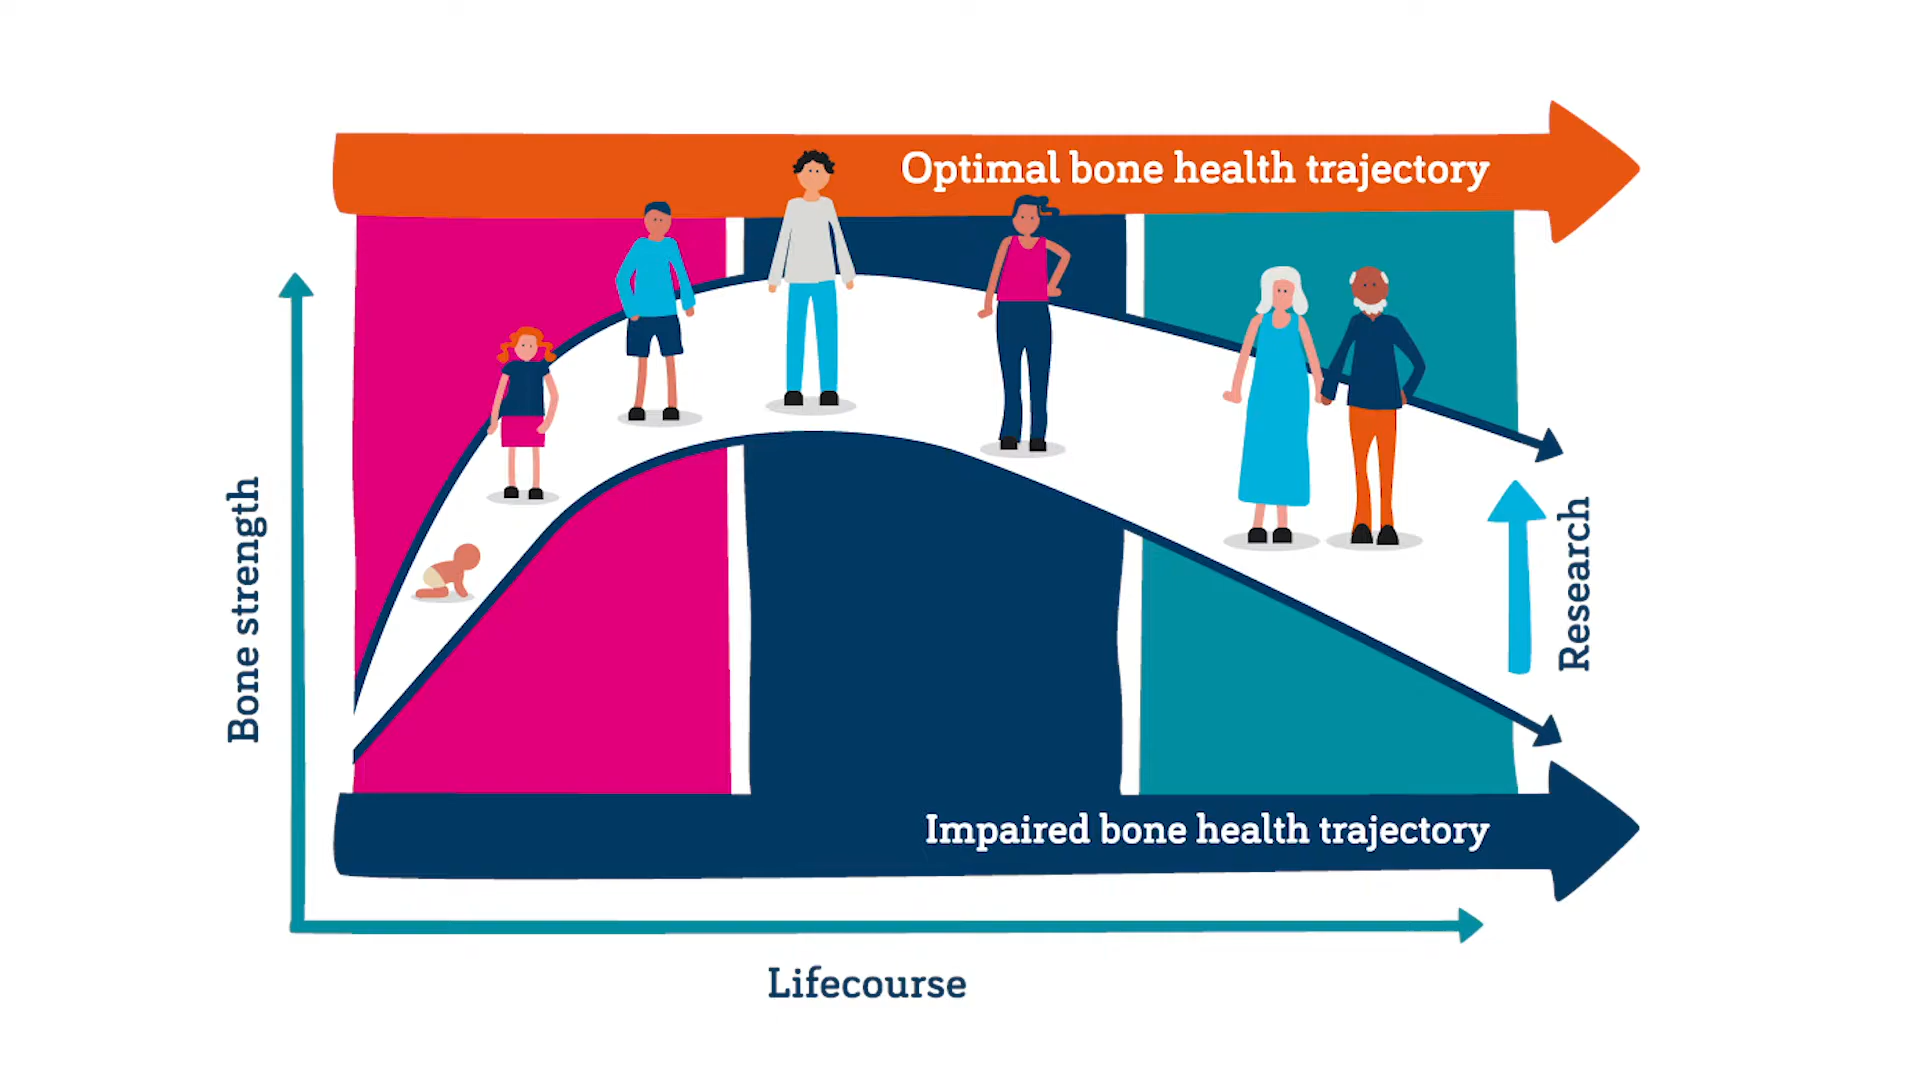 Optimal bone health trajectory
Bone strength
Research
Impaired bone health trajectory
Lifecourse